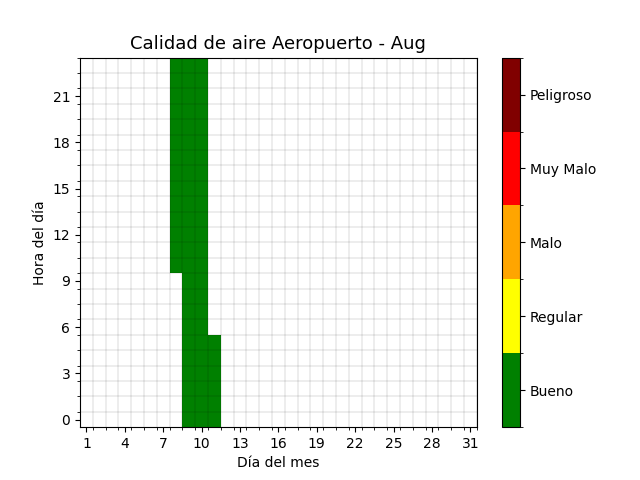 Calidad de aire Aeropuerto - Aug
Hora del día
21
18
15
12
9
6
3
0
1 4 7 10 13 16 19 22 25 28 31
Día del mes
Peligroso
Muy Malo
Malo
Regular
Bueno